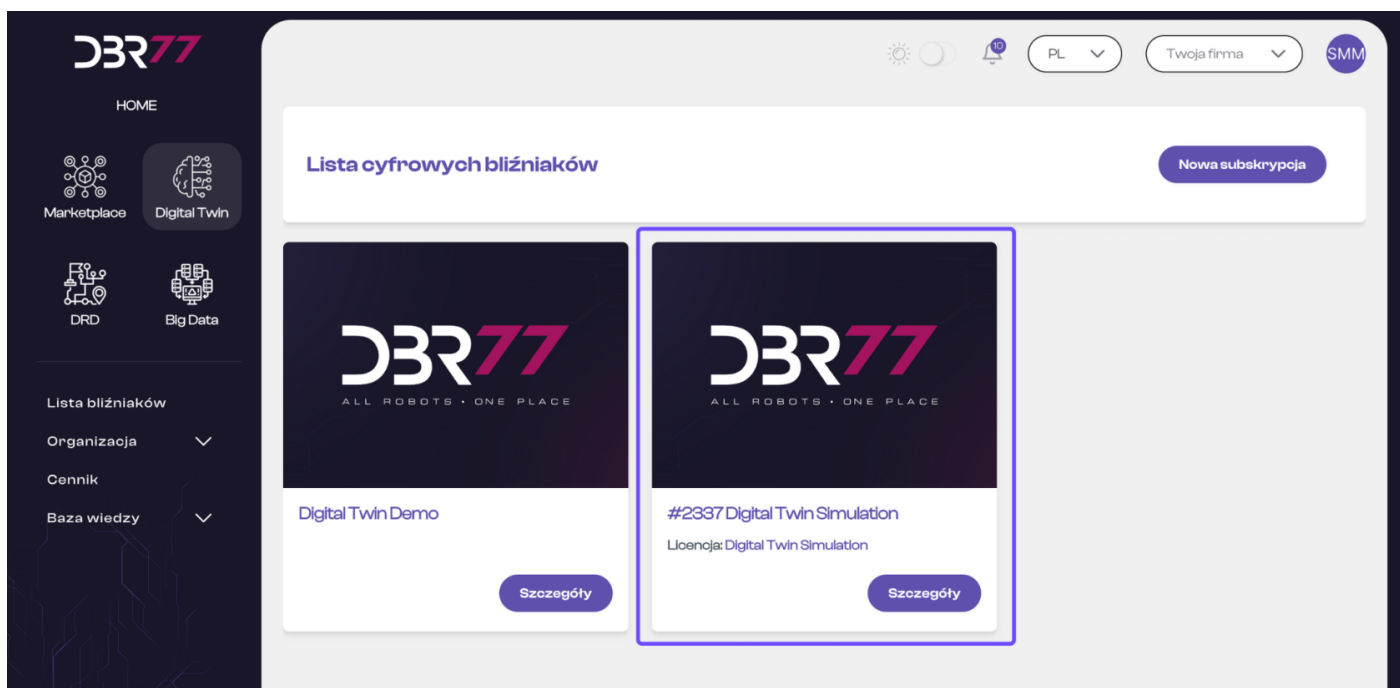 DBR77
HOME
Marketplace
Digital Twin
DRD
Big Data
Lista bliźniaków
Organizacja
Cennik
Baza wiedzy
10
PL
Twoja firma
SMM
Lista cyfrowych bliźniaków
Nowa subskrypcja
DBR77
ALL ROBOTS • ONE PLACE
Digital Twin Demo
Szczegóły
DBR77
ALL ROBOTS • ONE PLACE
#2337 Digital Twin Simulation
Licencja: Digital Twin Simulation
Szczegóły